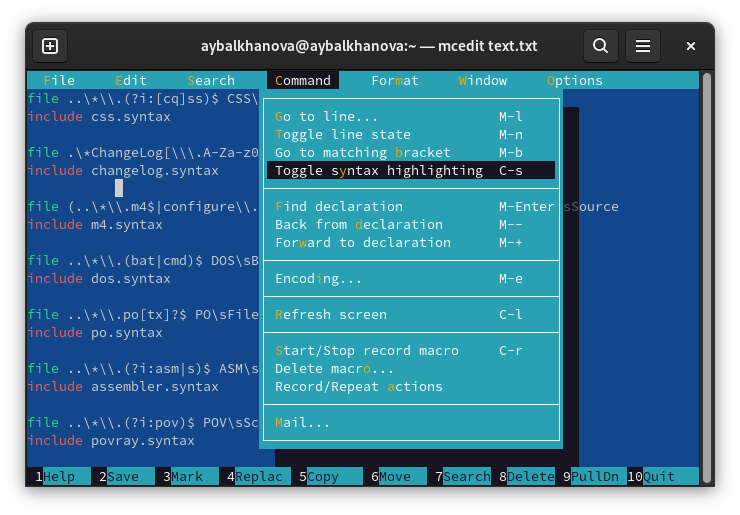 aybalkhanova@aybalkhanova:~ — mcedit text.txt
File Edit Search Command Format Window Options
file ..\*\\.(?i:[cq]ss)$ CSS\
include css.syntax
Go to line... M-l
Toggle line state M-n
file .\*ChangeLog[\\\.A-Za-z0 Go to matching bracket M-b
include changelog.syntax Toggle syntax highlighting C-s
file (..\*\\.m4$|configure\\. Find declaration M-Enter sSource
include m4.syntax Back from declaration M--
Forward to declaration M-+
file ..\*\\.(bat|cmd)$ DOS\sB
include dos.syntax Encoding... M-e
file ..\*\\.po[tx]?$ PO\sFile Refresh screen C-l
include po.syntax
Start/Stop record macro C-r
file ..\*\\.(?i:asm|s)$ ASM\s Delete macro...
include assembler.syntax Record/Repeat actions
file ..\*\\.(?i:pov)$ POV\sSc Mail...
include povray.syntax
1Help 2Save 3Mark 4Replac 5Copy 6Move 7Search 8Delete 9PullDn 10Quit